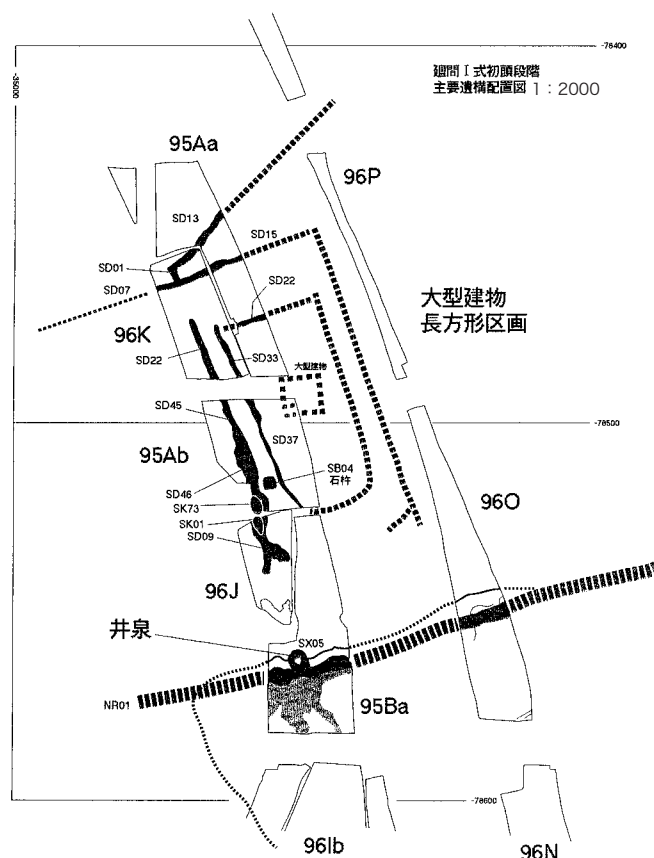 -78400
-35000
廻間Ⅰ式初頭段階
主要遺構配置図 1：2000
95Aa
96P
SD13
SD15
SD01
SD07
SD22
大型建物
長方形区画
96K
SD22
SD33
大型建物
SD45
-78500
SD37
95Ab
SB04
石杵
SD46
SK73
SK01
SD09
96O
96J
井泉
SX05
NR01
95Ba
-78600
96Ib
96N